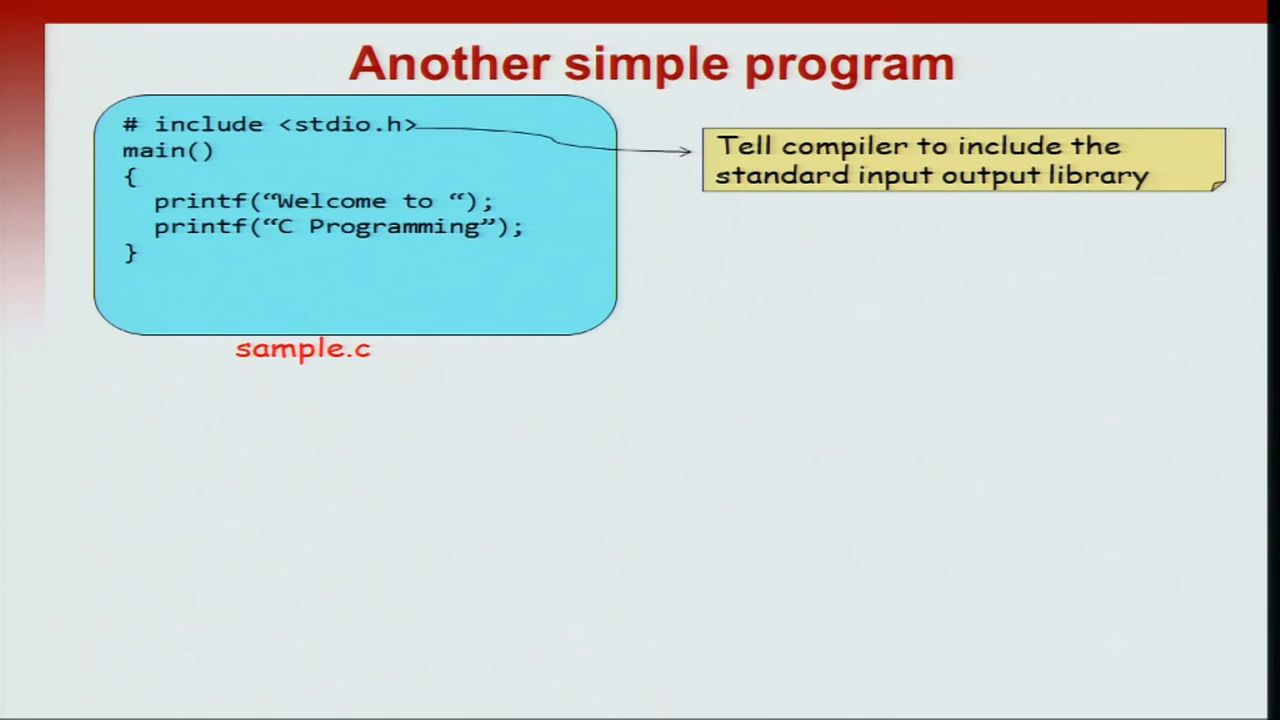 Another simple program
# include <stdio.h>
main()
{
printf(“Welcome to “);
printf(“C Programming”);
}
sample.c
Tell compiler to include the
standard input output library